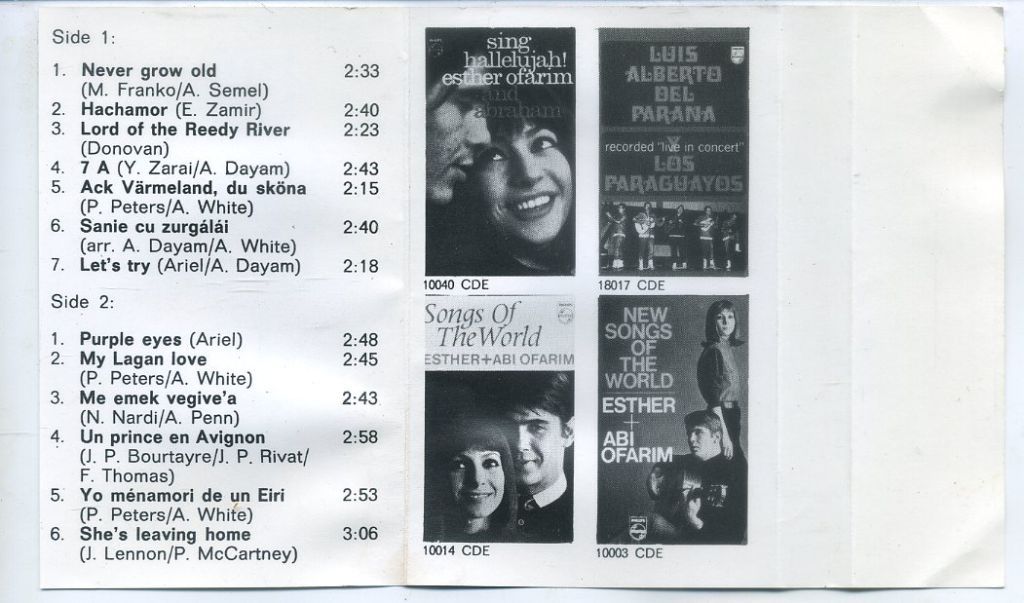 Side 1:
1. Never grow old 2:33
(M. Franko/A. Semel)
2. Hachamor (E. Zamir) 2:40
3. Lord of the Reedy River 2:23
(Donovan)
4. 7 A (Y. Zarai/A. Dayam) 2:43
5. Ack Värmeland, du sköna 2:15
(P. Peters/A. White)
6. Sanie cu zurgálái 2:40
(arr. A. Dayam/A. White)
7. Let's try (Ariel/A. Dayam) 2:18
Side 2:
1. Purple eyes (Ariel) 2:48
2. My Lagan love 2:45
(P. Peters/A. White)
3. Me emek vegive'a 2:43
(N. Nardi/A. Penn)
4. Un prince en Avignon 2:58
(J. P. Bourtayre/J. P. Rivat/
F. Thomas)
5. Yo ménamori de un Eiri 2:53
(P. Peters/A. White)
6. She's leaving home 3:06
(J. Lennon/P. McCartney)
sing
hallelujah!
esther ofarim
and
abraham
10040 CDE
LUIS
ALBERTO
DEL
PARANA
Y
recorded "live in concert"
LOS
PARAGUAYOS
18017 CDE
Songs Of
The World
ESTHER+ABI OFARIM
10014 CDE
NEW
SONGS
OF
THE
WORLD
ESTHER
+
ABI
OFARIM
PHILIPS
10003 CDE